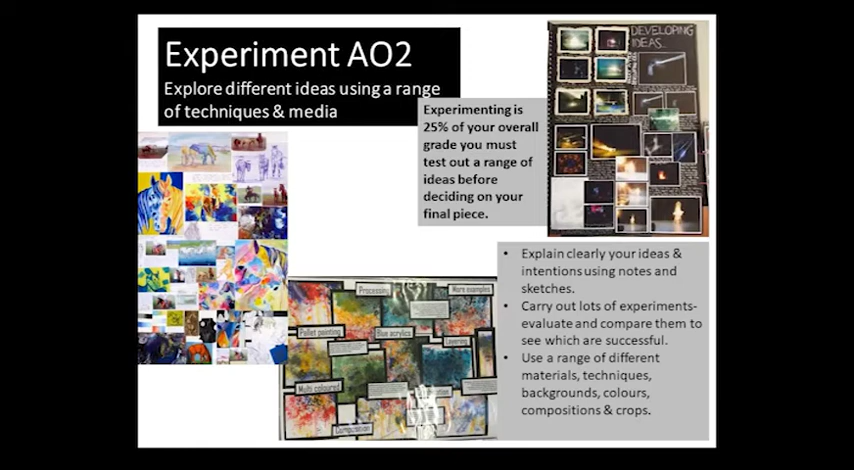 Experiment AO2
Explore different ideas using a range
of techniques & media
Experimenting is
25% of your overall
grade you must
test out a range of
ideas before
deciding on your
final piece.
DEVELOPING
IDEAS...
• Explain clearly your ideas &
intentions using notes and
sketches.
• Carry out lots of experiments-
evaluate and compare them to
see which are successful.
• Use a range of different
materials, techniques,
backgrounds, colours,
compositions & crops.
Processing
More examples
Pallet painting
Blue acrylics
Layering
Multi coloured